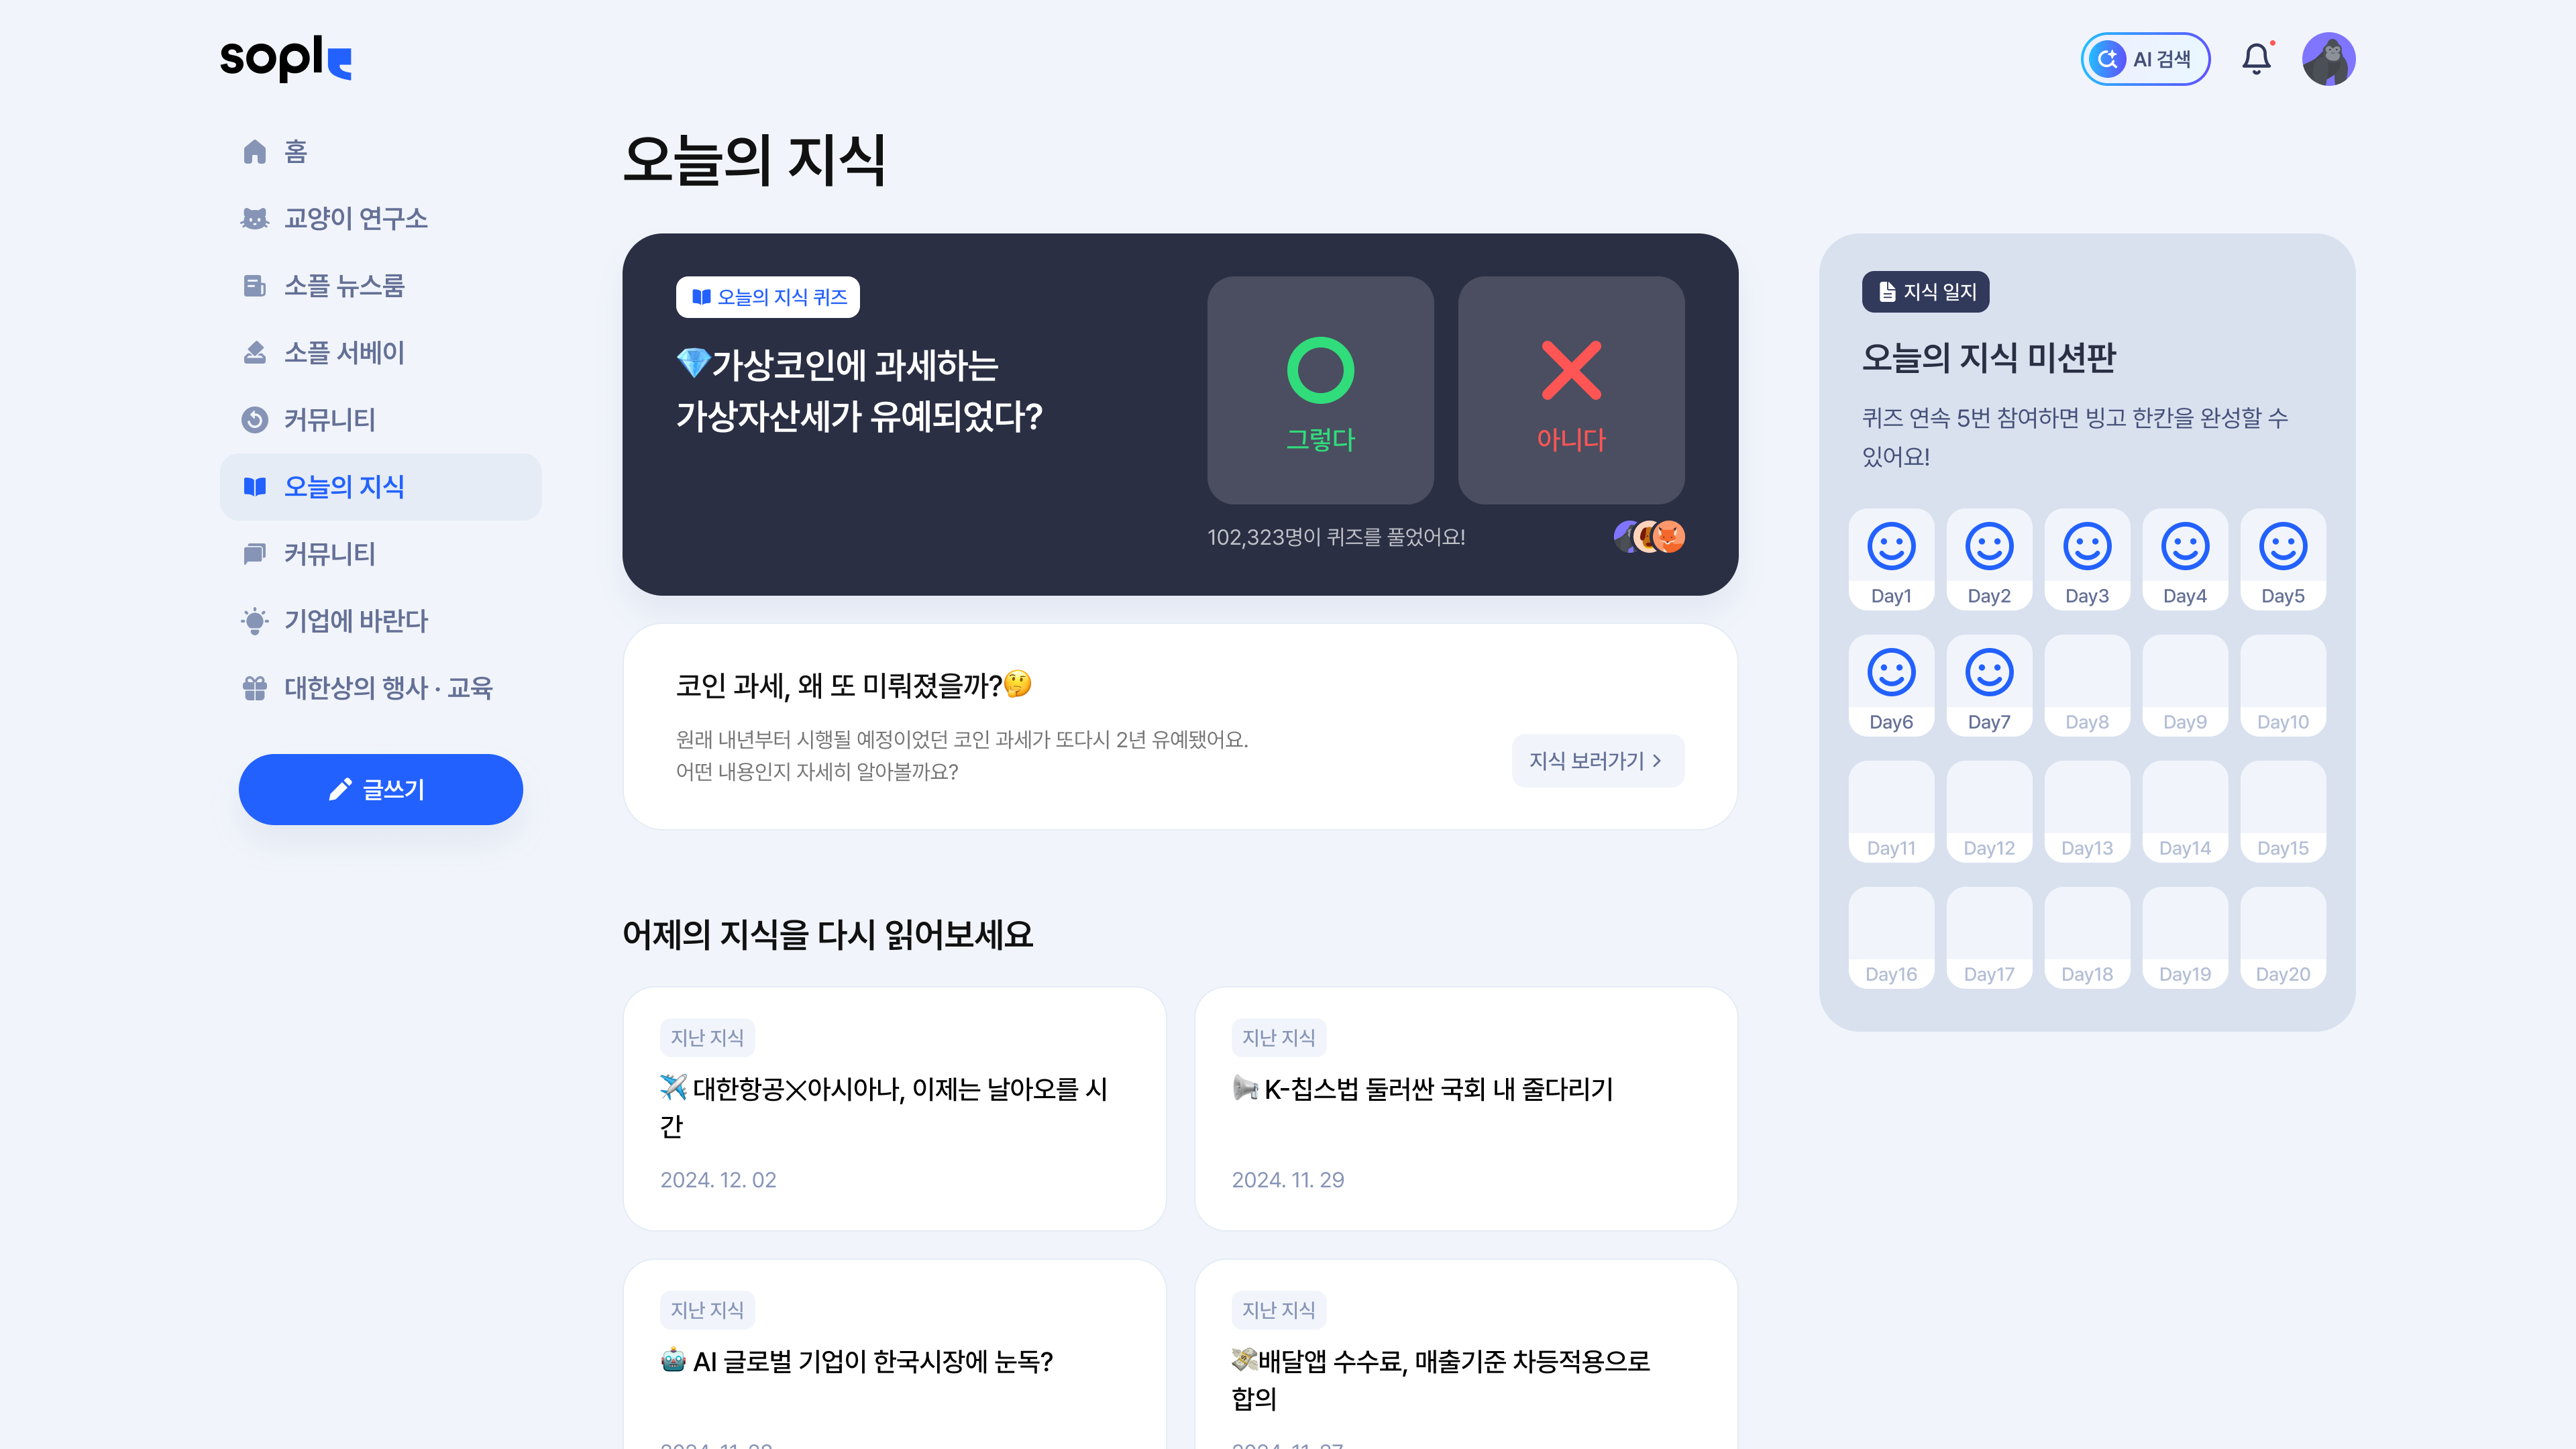 sopl
AI 검색
홈
교양이 연구소
소플 뉴스룸
소플 서베이
커뮤니티
오늘의 지식
커뮤니티
기업에 바란다
대한상의 행사 · 교육
글쓰기
오늘의 지식
오늘의 지식 퀴즈
💎가상코인에 과세하는
가상자산세가 유예되었다?
그렇다
아니다
102,323명이 퀴즈를 풀었어요!
코인 과세, 왜 또 미뤄졌을까?🤔
원래 내년부터 시행될 예정이었던 코인 과세가 또다시 2년 유예됐어요.
어떤 내용인지 자세히 알아볼까요?
지식 보러가기
어제의 지식을 다시 읽어보세요
지난 지식
✈️ 대한항공╳아시아나, 이제는 날아오를 시
간
2024. 12. 02
지난 지식
📢 K-칩스법 둘러싼 국회 내 줄다리기
2024. 11. 29
지난 지식
🤖 AI 글로벌 기업이 한국시장에 눈독?
지난 지식
💸배달앱 수수료, 매출기준 차등적용으로
합의
지식 일지
오늘의 지식 미션판
퀴즈 연속 5번 참여하면 빙고 한칸을 완성할 수
있어요!
Day1
Day2
Day3
Day4
Day5
Day6
Day7
Day8
Day9
Day10
Day11
Day12
Day13
Day14
Day15
Day16
Day17
Day18
Day19
Day20